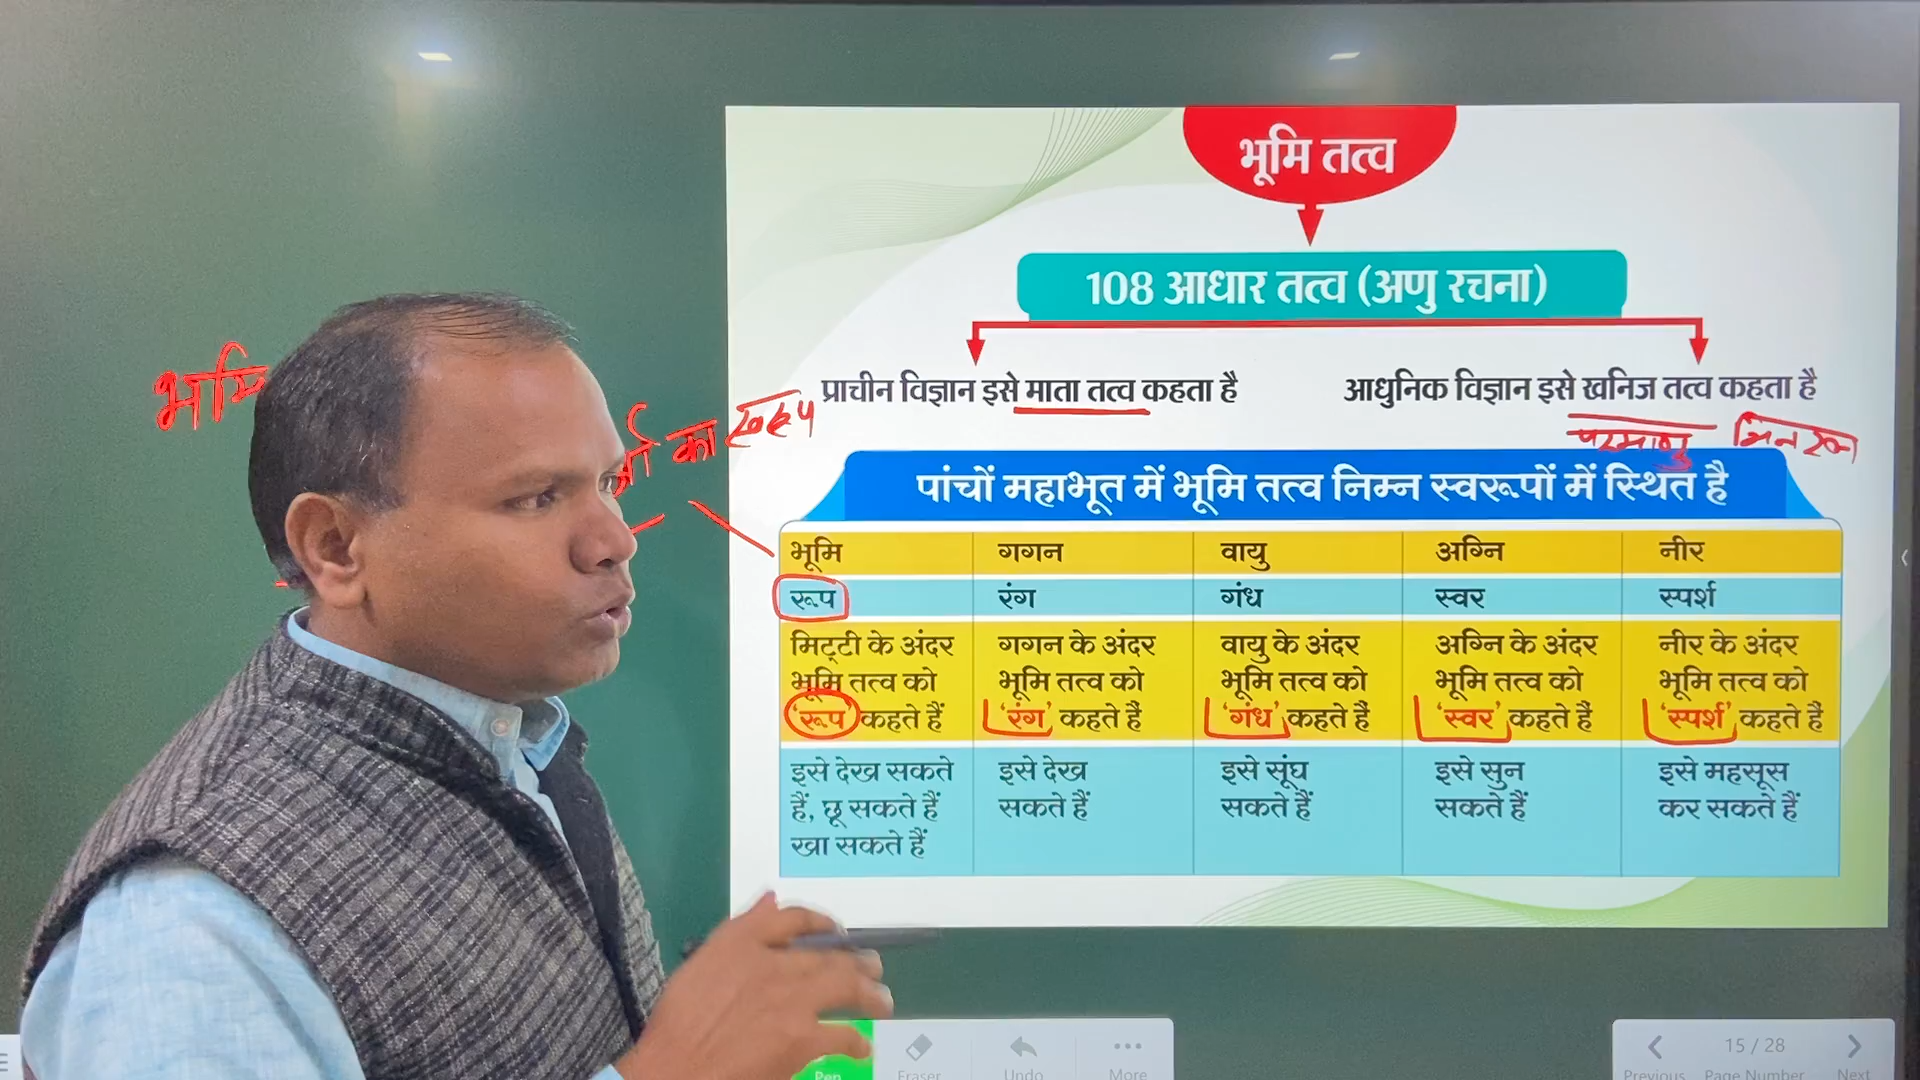 भूमि तत्व
108 आधार तत्व (अणु रचना)
प्राचीन विज्ञान इसे माता तत्व कहता है
आधुनिक विज्ञान इसे खनिज तत्व कहता है
भूमि
का
परमाणु
पांचों महाभूत में भूमि तत्व निम्न स्वरूपों में स्थित है
भूमि गगन वायु अग्नि नीर
रूप रंग गंध स्वर स्पर्श
मिट्टी के अंदर
भूमि तत्व को
‘रूप’ कहते हैं
गगन के अंदर
भूमि तत्व को
‘रंग’ कहते हैं
वायु के अंदर
भूमि तत्व को
‘गंध’ कहते हैं
अग्नि के अंदर
भूमि तत्व को
‘स्वर’ कहते हैं
नीर के अंदर
भूमि तत्व को
‘स्पर्श’ कहते हैं
इसे देख सकते
हैं, छू सकते हैं
खा सकते हैं
इसे देख
सकते हैं
इसे सूंघ
सकते हैं
इसे सुन
सकते हैं
इसे महसूस
कर सकते हैं
Pen Eraser Undo More
15 / 28
Previous Page Number Next